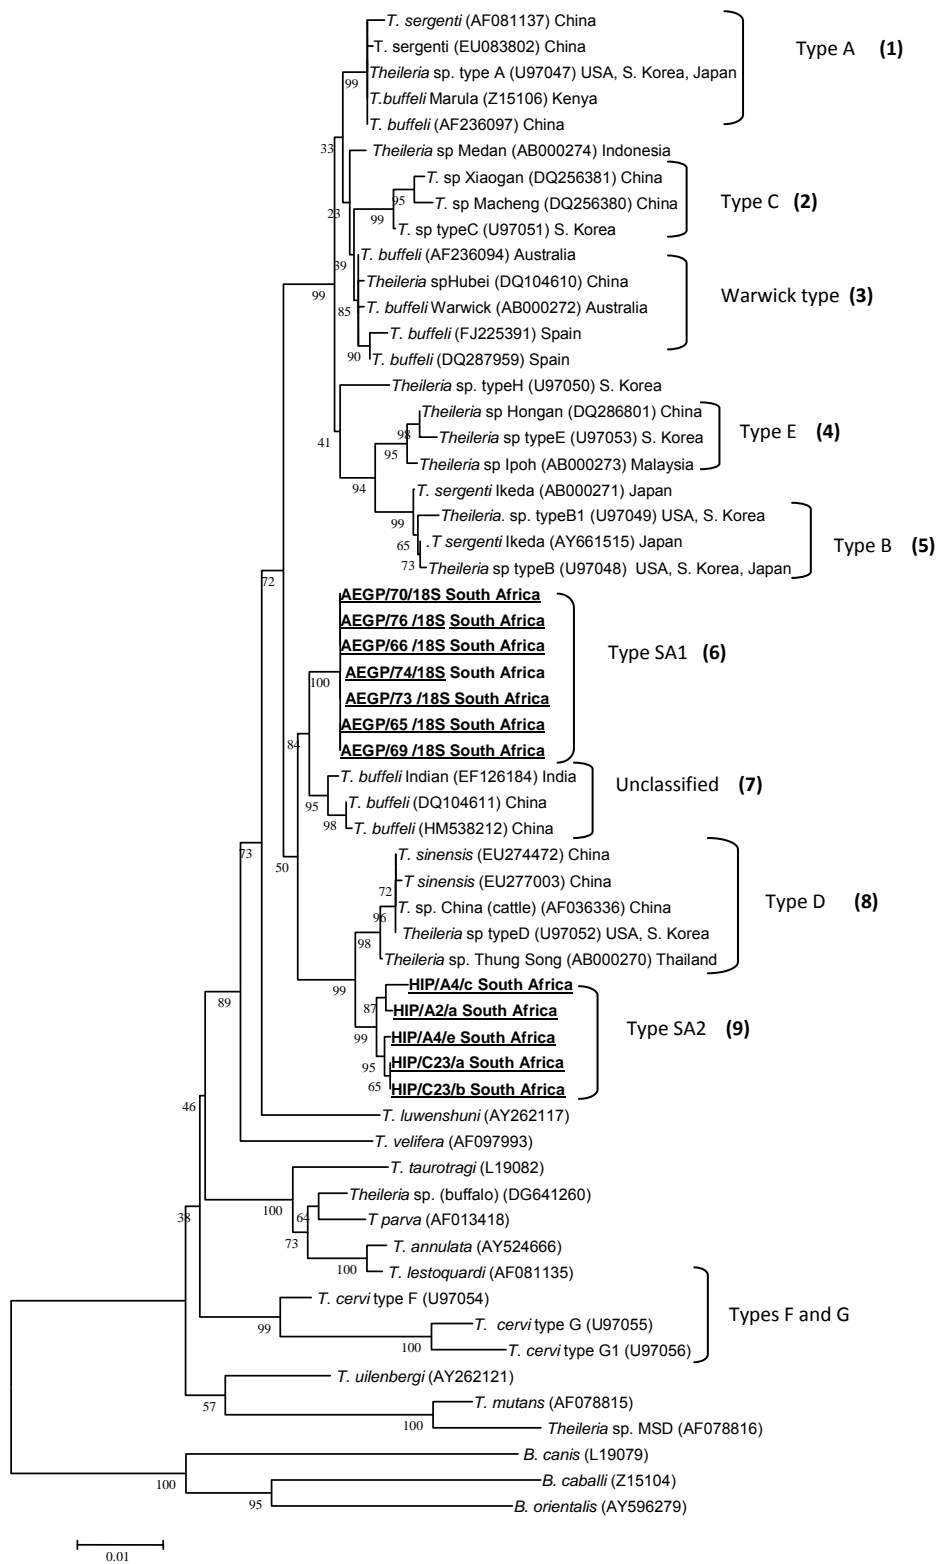 T. sergenti (AF081137) China
T. sergenti (EU083802) China
Type A (1)
Theileria sp. type A (U97047) USA, S. Korea, Japan
99
T.buffeli Marula (Z15106) Kenya
T. buffeli (AF236097) China
33
Theileria sp Medan (AB000274) Indonesia
T. sp Xiaogan (DQ256381) China
95
T. sp Macheng (DQ256380) China
Type C (2)
23
99
T. sp typeC (U97051) S. Korea
T. buffeli (AF236094) Australia
39
Theileria spHubei (DQ104610) China
99
Warwick type (3)
85
T. buffeli Warwick (AB000272) Australia
T. buffeli (FJ225391) Spain
90
T. buffeli (DQ287959) Spain
Theileria sp. typeH (U97050) S. Korea
Theileria sp Hongan (DQ286801) China
98
Theileria sp typeE (U97053) S. Korea
Type E (4)
41
95
Theileria sp Ipoh (AB000273) Malaysia
94
T. sergenti Ikeda (AB000271) Japan
Theileria. sp. typeB1 (U97049) USA, S. Korea
99
.T sergenti Ikeda (AY661515) Japan
Type B (5)
65
73
Theileria sp typeB (U97048) USA, S. Korea, Japan
72
AEGP/70/18S South Africa
AEGP/76 /18S South Africa
AEGP/66 /18S South Africa
Type SA1 (6)
AEGP/74/18S South Africa
100
AEGP/73 /18S South Africa
AEGP/65 /18S South Africa
84
AEGP/69 /18S South Africa
T. buffeli Indian (EF126184) India
Unclassified (7)
95
T. buffeli (DQ104611) China
98
T. buffeli (HM538212) China
73
T. sinensis (EU274472) China
50
T sinensis (EU277003) China
72
Type D (8)
T. sp. China (cattle) (AF036336) China
96
Theileria sp typeD (U97052) USA, S. Korea
98
Theileria sp. Thung Song (AB000270) Thailand
HIP/A4/c South Africa
99
89
87
HIP/A2/a South Africa
Type SA2 (9)
99
HIP/A4/e South Africa
HIP/C23/a South Africa
95
65
HIP/C23/b South Africa
46
T. luwenshuni (AY262117)
T. velifera (AF097993)
T. taurotragi (L19082)
Theileria sp. (buffalo) (DG641260)
100
64
T parva (AF013418)
38
73
T. annulata (AY524666)
100
T. lestoquardi (AF081135)
T. cervi type F (U97054)
Types F and G
99
T. cervi type G (U97055)
100
T. cervi type G1 (U97056)
T. uilenbergi (AY262121)
57
T. mutans (AF078815)
100
Theileria sp. MSD (AF078816)
B. canis (L19079)
100
B. caballi (Z15104)
95
B. orientalis (AY596279)
0.01